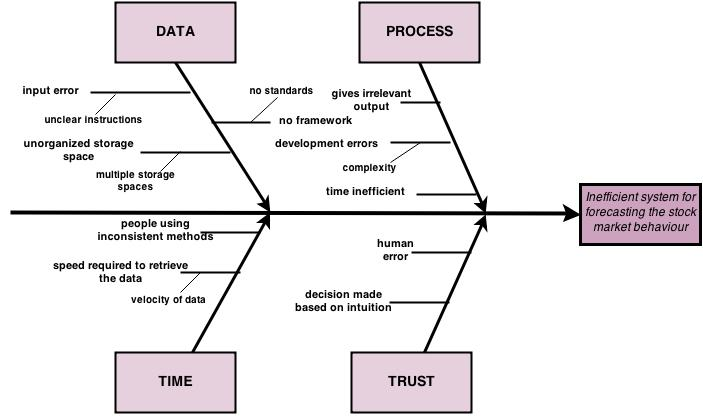 DATA
PROCESS
input error
unclear instructions
no standards
no framework
unorganized storage
space
multiple storage
spaces
gives irrelevant
output
development errors
complexity
time inefficient
Inefficient system for
forecasting the stock
market behaviour
people using
inconsistent methods
speed required to retrieve
the data
velocity of data
human
error
decision made
based on intuition
TIME
TRUST